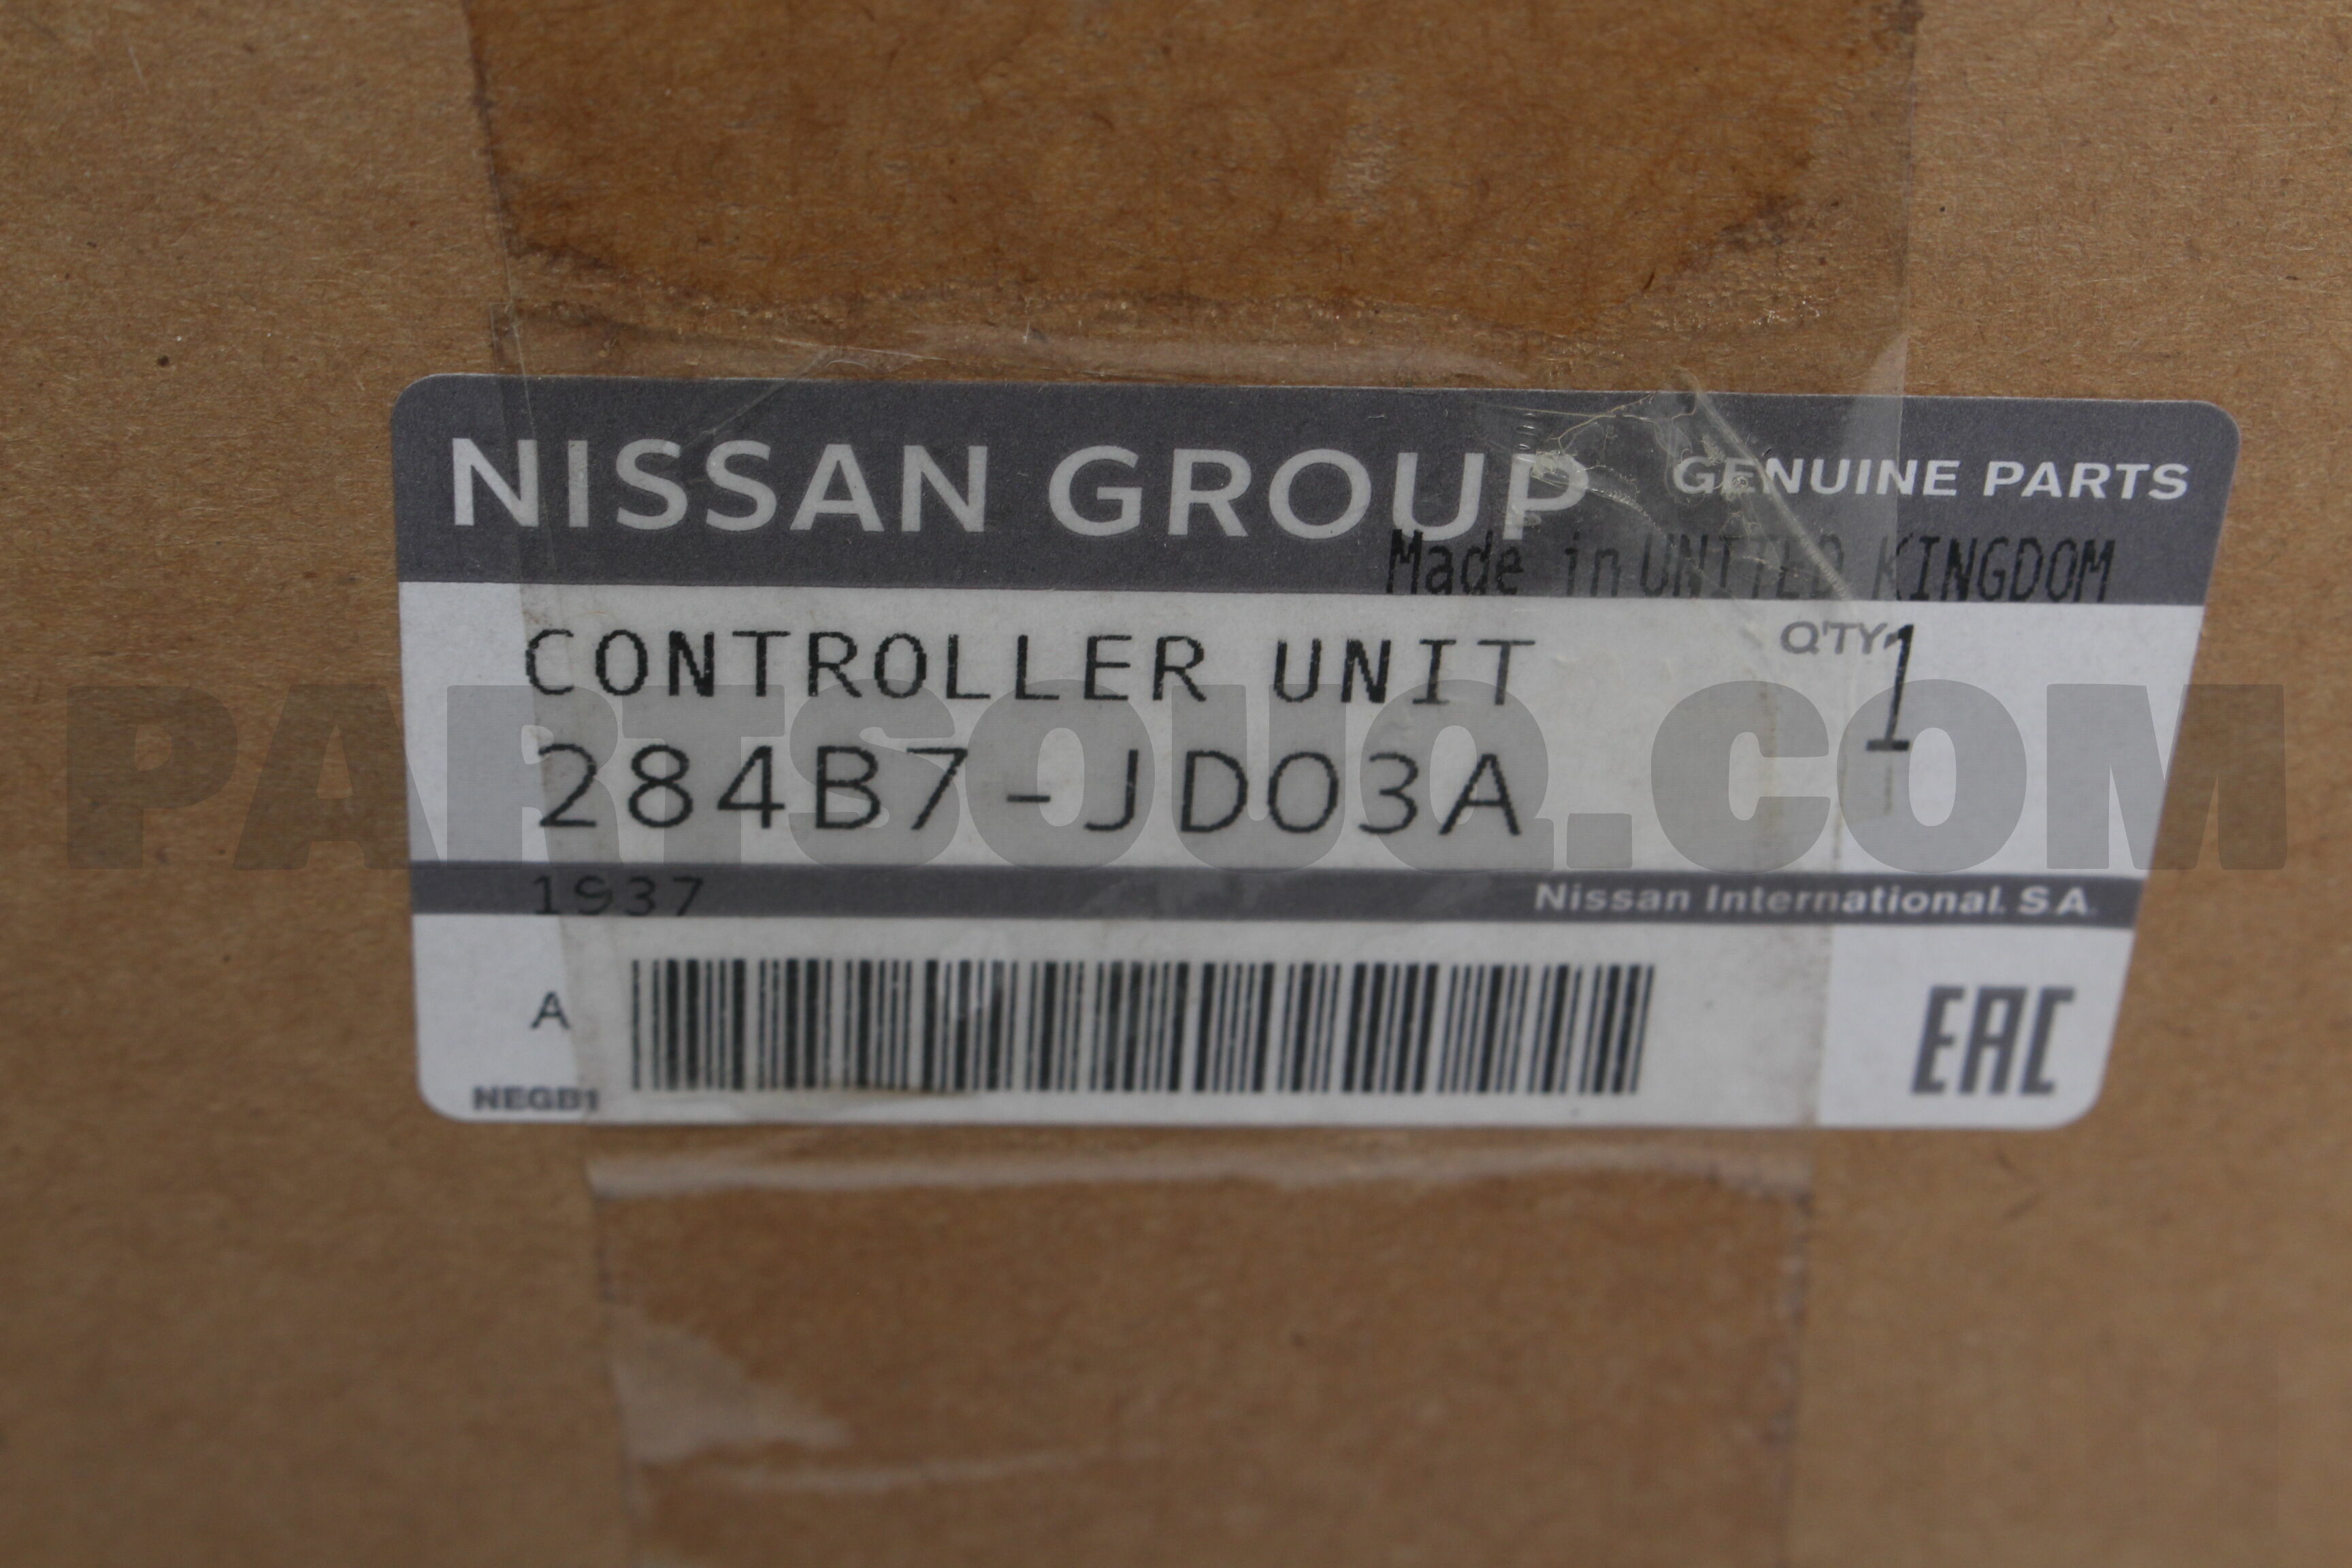 NISSAN GROUP GENUINE PARTS
Made in UNITED KINGDOM
CONTROLLER UNIT Q'TY 1
284B7-JD03A
PARTSOUQ.COM
1937 Nissan International. S.A.
A
EAC
NEGB1